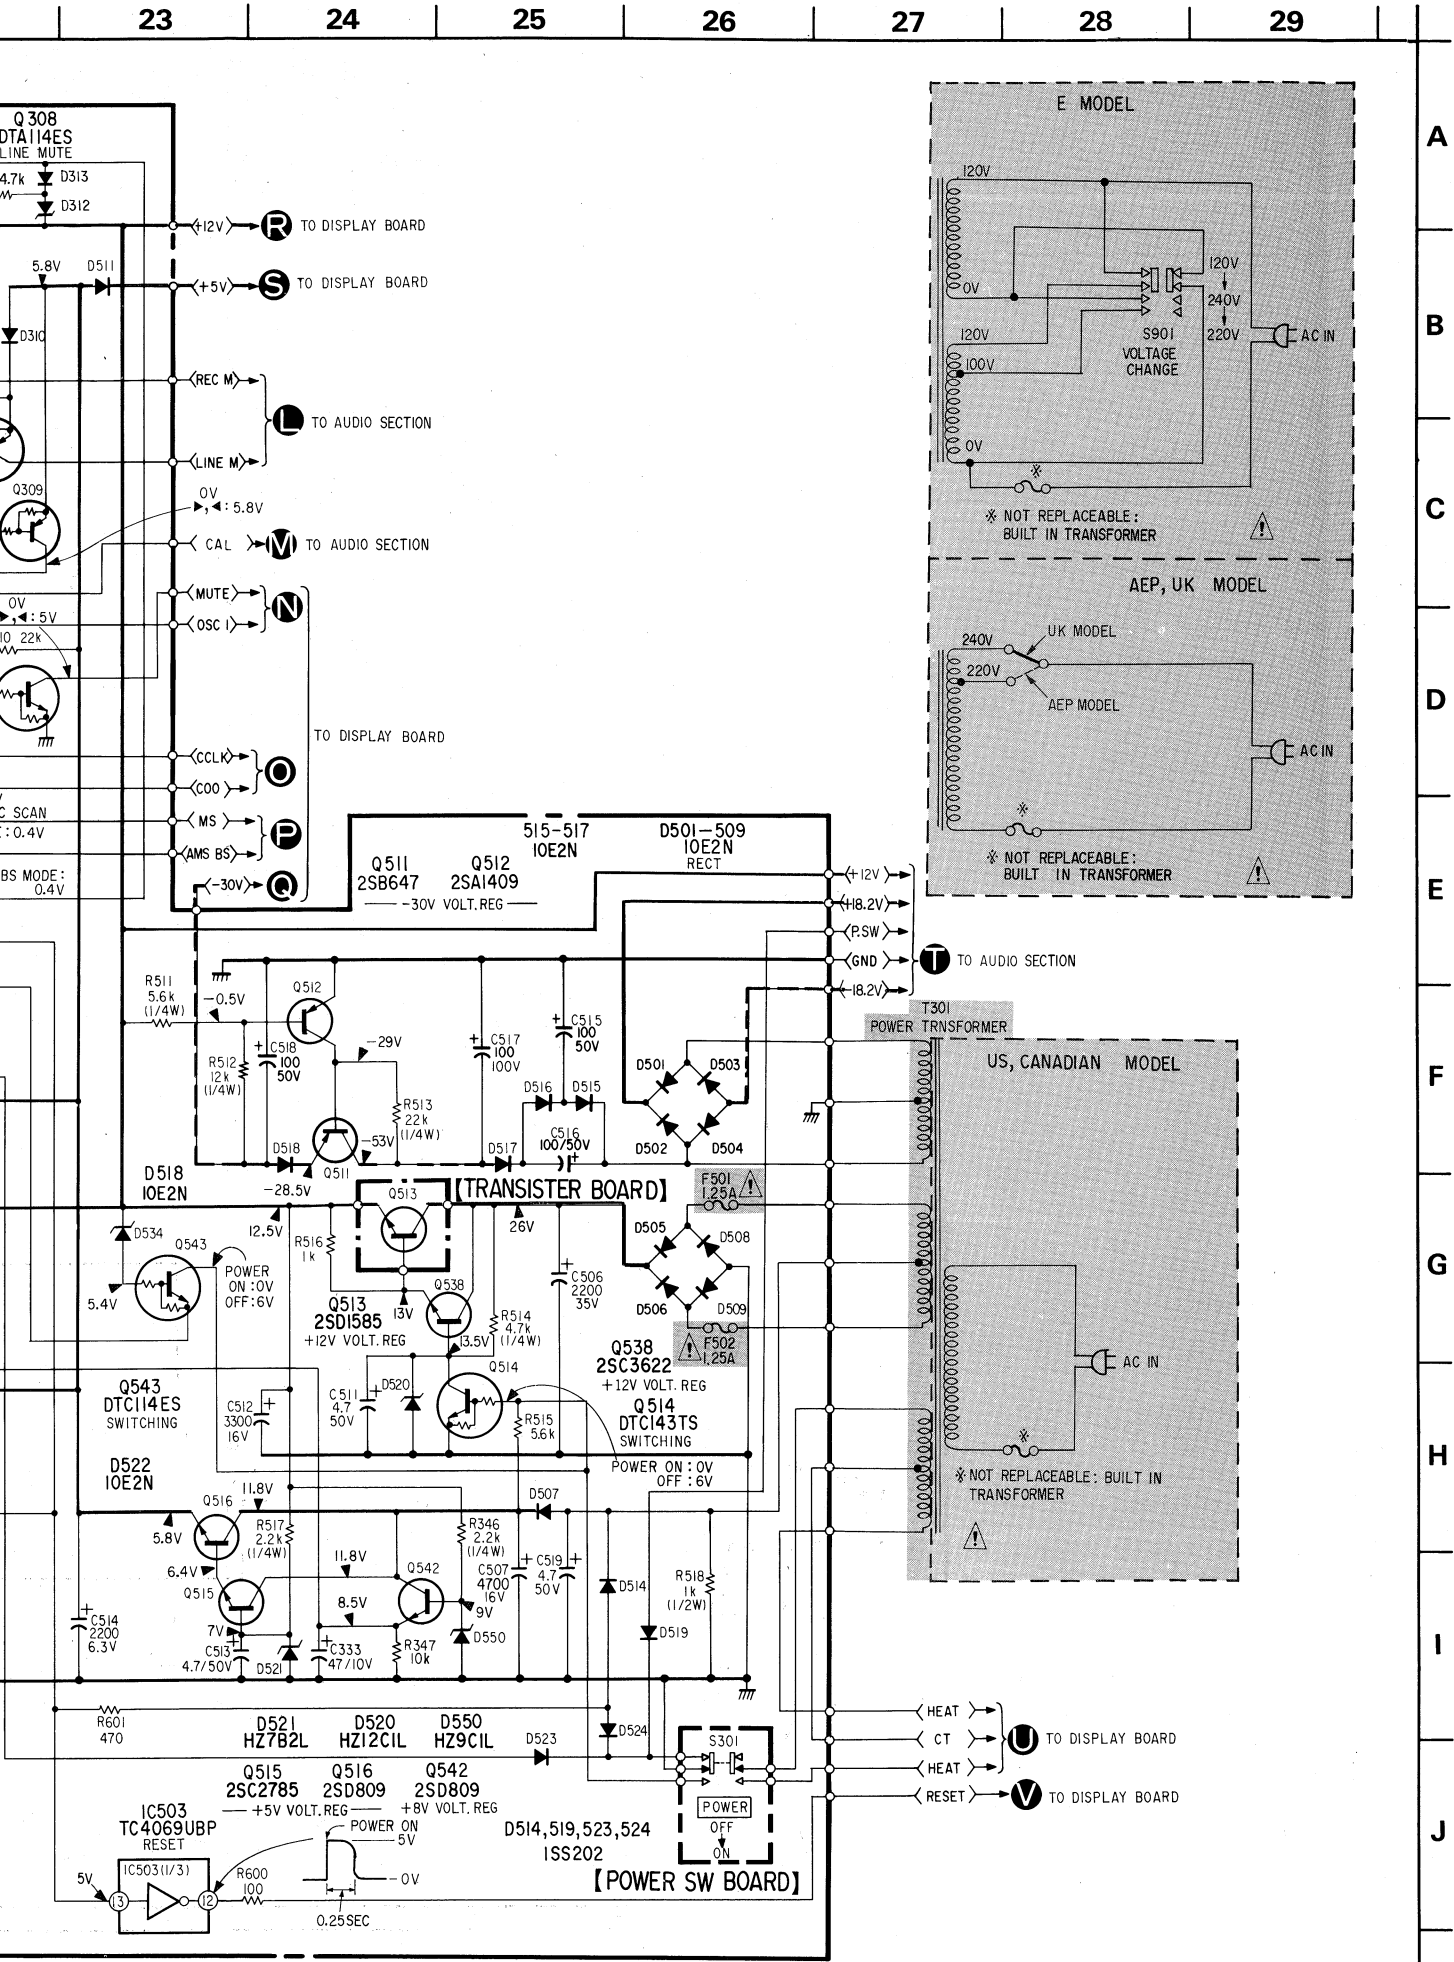 23 24 25 26 27 28 29
A
B
C
D
E
F
G
H
I
J
Q308
DTA114ES
LINE MUTE
4.7k
D313
D312
5.8V
D511
D310
Q309
0V
▶,◀:5V
10 22k
C SCAN
:0.4V
BS MODE:
0.4V
+12V
R TO DISPLAY BOARD
+5V
S TO DISPLAY BOARD
REC M
L TO AUDIO SECTION
LINE M
0V
▶,◀:5.8V
CAL
M TO AUDIO SECTION
MUTE
N
OSC I
TO DISPLAY BOARD
CCLK
O
COO
MS
P
AMS BS
-30V
Q
E MODEL
120V
0V
120V
100V
0V
120V
240V
220V
S901
VOLTAGE
CHANGE
AC IN
※
※ NOT REPLACEABLE:
BUILT IN TRANSFORMER
AEP, UK MODEL
240V
UK MODEL
220V
AEP MODEL
AC IN
※
※ NOT REPLACEABLE:
BUILT IN TRANSFORMER
515-517
10E2N
D501-509
10E2N
RECT
Q511
2SB647
Q512
2SA1409
-30V VOLT.REG
+12V
+18.2V
P.SW
GND
T TO AUDIO SECTION
-18.2V
T301
POWER TRNSFORMER
US, CANADIAN MODEL
AC IN
※
※ NOT REPLACEABLE: BUILT IN
TRANSFORMER
R511
5.6k
(1/4W)
-0.5V
Q512
R512
12k
(1/4W)
C518
100
50V
-29V
R513
22k
(1/4W)
C517
100
100V
C515
100
50V
D516
D515
D501
D503
D502
D504
D518
Q511
-53V
D517
C516
100/50V
-28.5V
D518
10E2N
【TRANSISTER BOARD】
F501
1.25A
12.5V
Q513
26V
D534
Q543
POWER
ON :0V
OFF:6V
5.4V
R516
1k
13V
Q538
R514
4.7k
(1/4W)
C506
2200
35V
D505
D508
D506
D509
F502
1.25A
Q513
2SD1585
+12V VOLT.REG
13.5V
Q538
2SC3622
+12V VOLT. REG
Q514
Q514
DTC143TS
SWITCHING
Q543
DTC114ES
SWITCHING
C512
3300
16V
C511
4.7
50V
D520
R515
5.6k
POWER ON :0V
OFF :6V
D522
10E2N
Q516
11.8V
D507
5.8V
R517
2.2k
(1/4W)
R346
2.2k
(1/4W)
6.4V
11.8V
Q542
C507
4700
16V
C519
4.7
50V
D514
R518
1k
(1/2W)
Q515
8.5V
9V
7V
D550
D519
C514
2200
6.3V
C513
4.7/50V
D521
C333
47/10V
R347
10k
R601
470
D521
HZ7B2L
D520
HZ12C1L
D550
HZ9C1L
D523
D524
S301
POWER
OFF
ON
Q515
2SC2785
Q516
2SD809
+5V VOLT.REG
Q542
2SD809
+8V VOLT.REG
HEAT
CT
HEAT
U TO DISPLAY BOARD
RESET
V TO DISPLAY BOARD
IC503
TC4069UBP
RESET
POWER ON
5V
0V
0.25SEC
D514,519,523,524
1SS202
【POWER SW BOARD】
IC503(1/3)
5V
13
12
R600
100